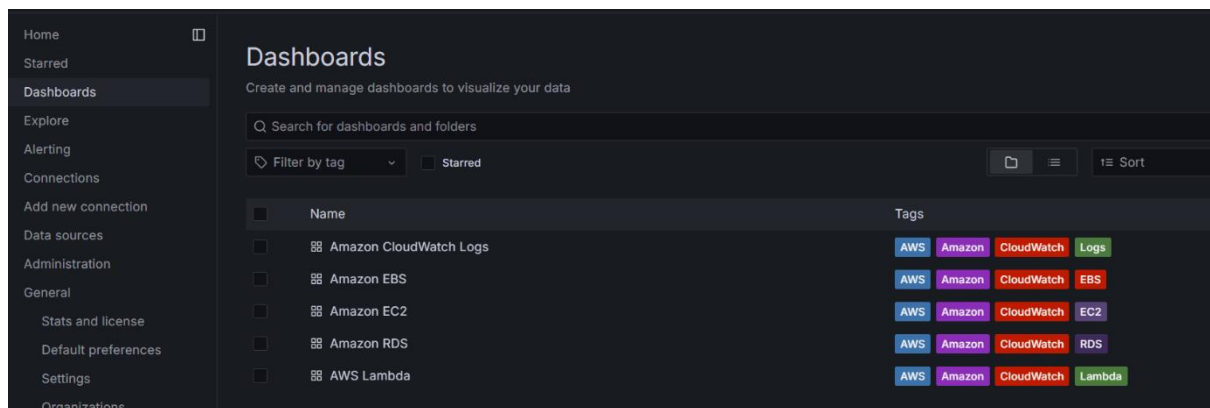 Home
Starred
Dashboards
Explore
Alerting
Connections
Add new connection
Data sources
Administration
General
Stats and license
Default preferences
Settings
Organizations
Dashboards
Create and manage dashboards to visualize your data
Search for dashboards and folders
Filter by tag
Starred
Sort
Name Tags
Amazon CloudWatch Logs AWS Amazon CloudWatch Logs
Amazon EBS AWS Amazon CloudWatch EBS
Amazon EC2 AWS Amazon CloudWatch EC2
Amazon RDS AWS Amazon CloudWatch RDS
AWS Lambda AWS Amazon CloudWatch Lambda